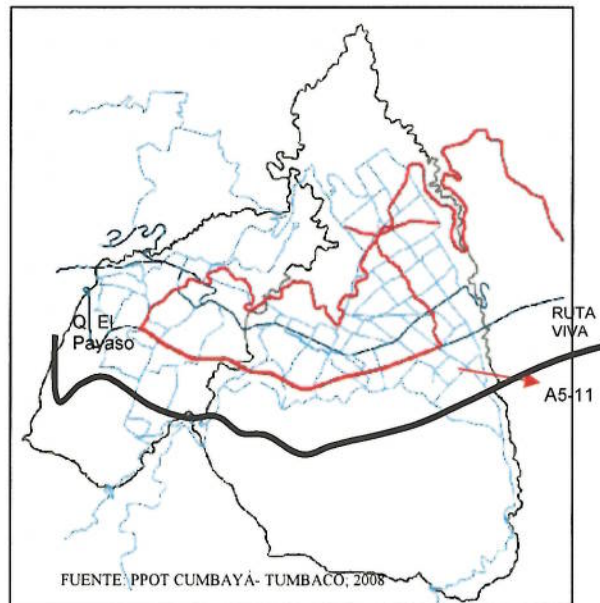 RUTA
VIVA
Q. El
Payaso
A5-11
FUENTE: PPOT CUMBAYÁ- TUMBACO, 2008